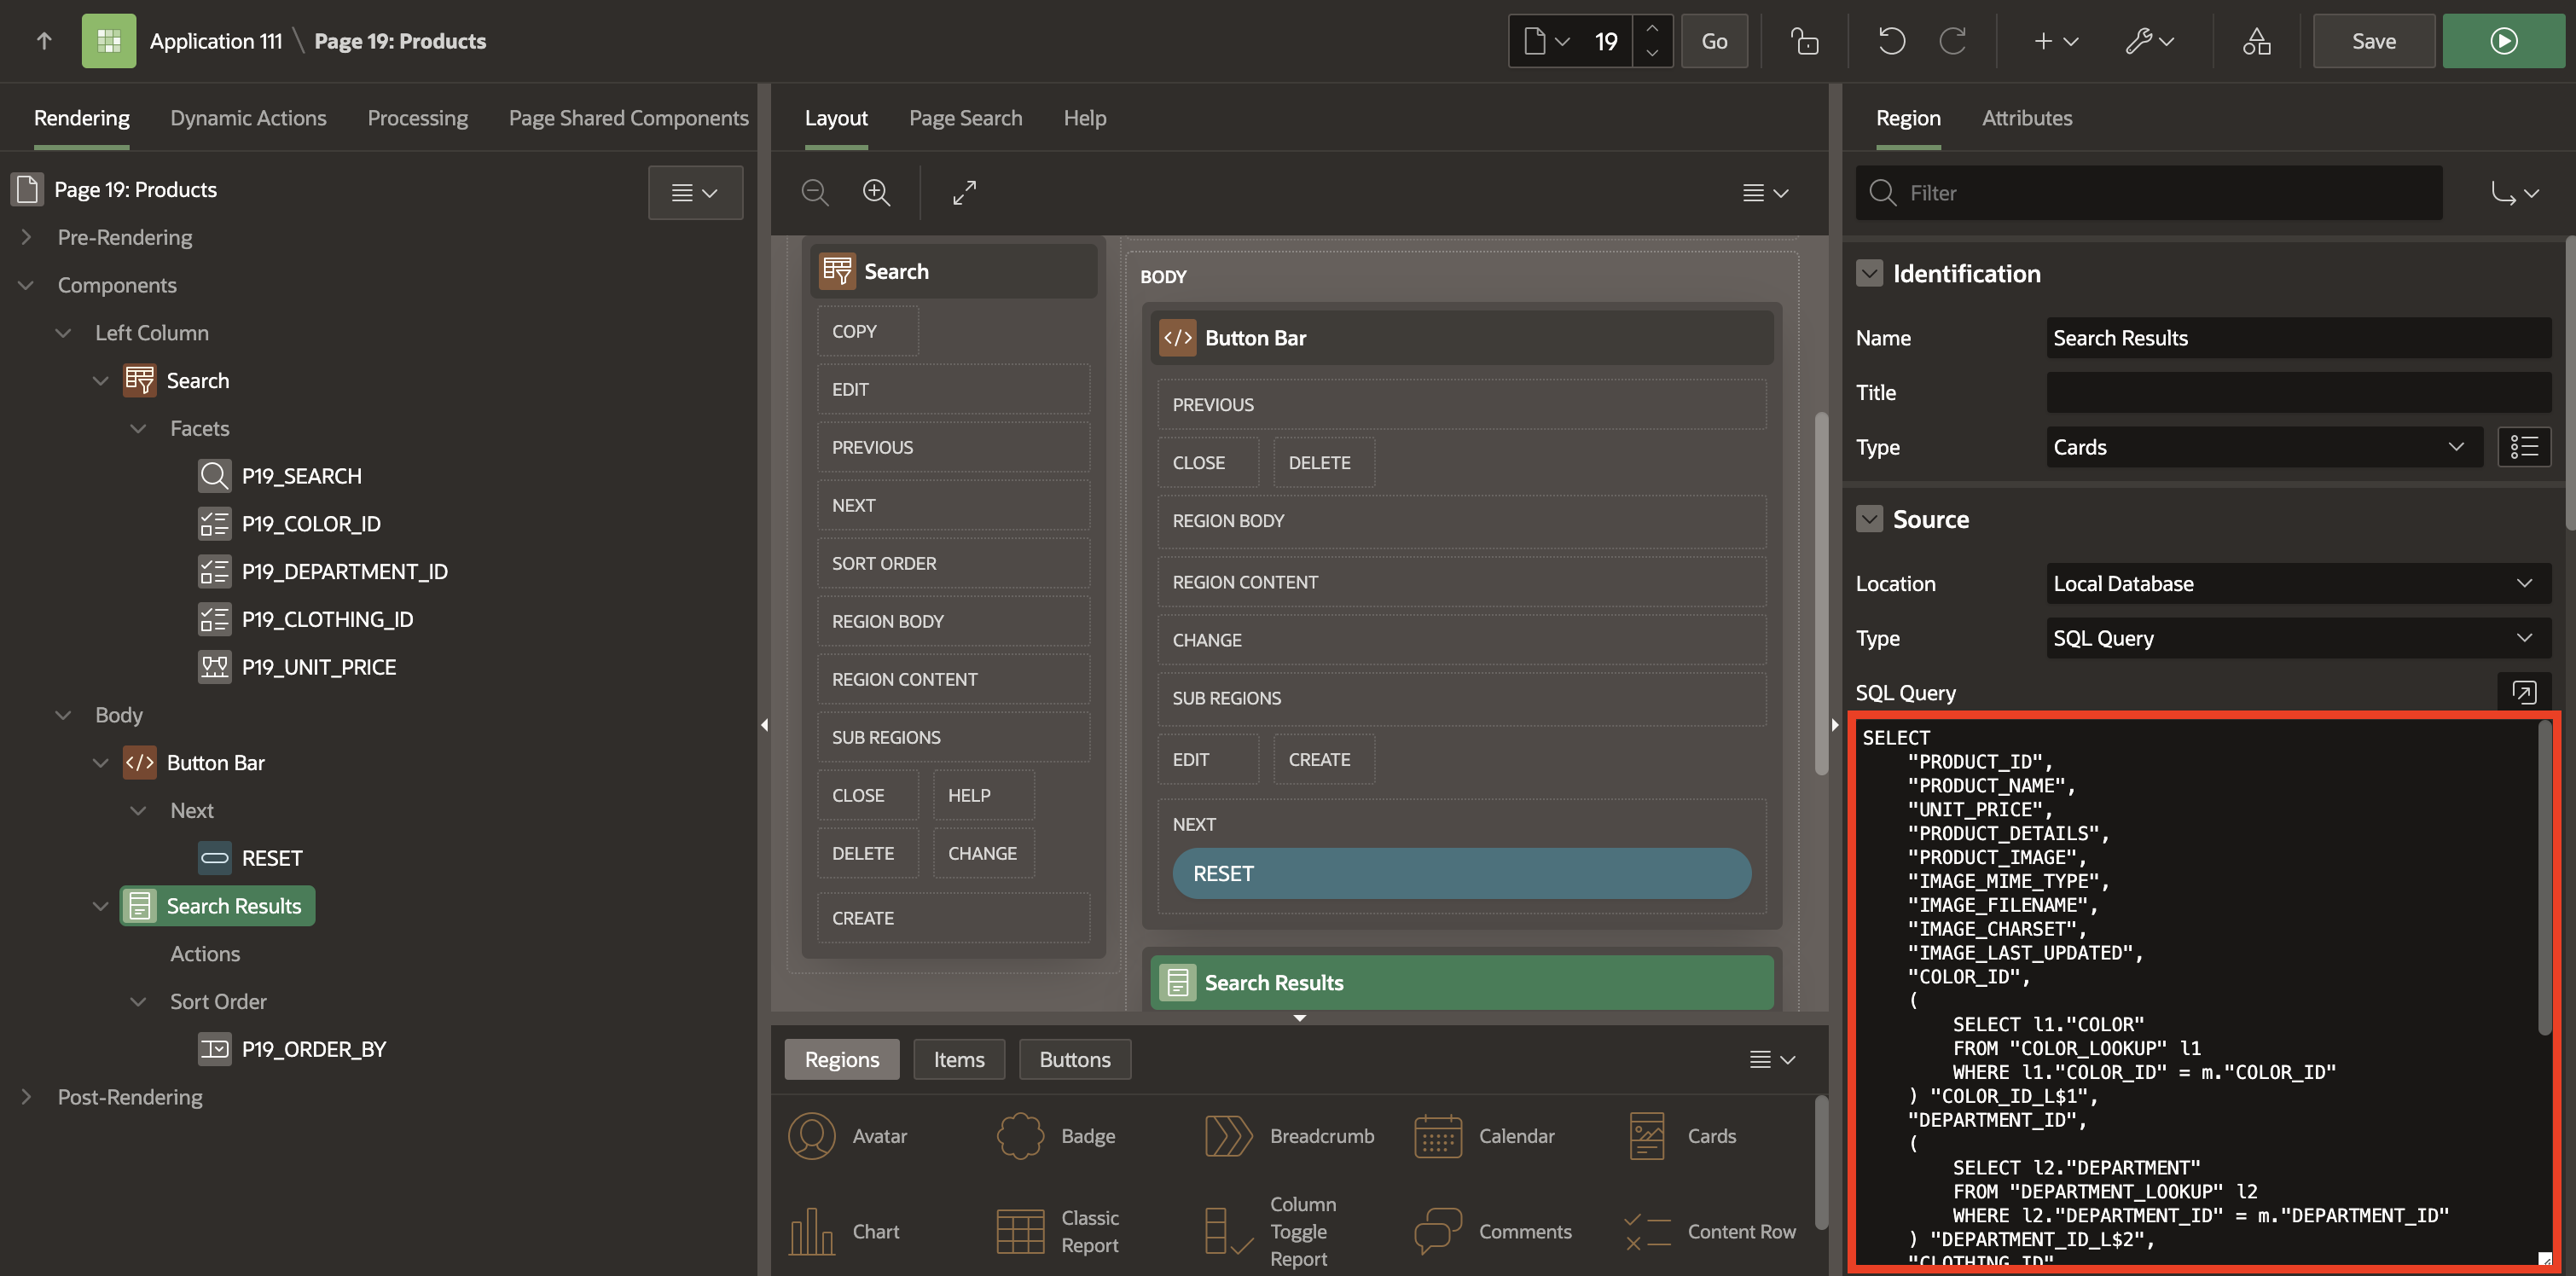 Application 111 \ Page 19: Products
19
Go
Save
Rendering
Dynamic Actions
Processing
Page Shared Components
Page 19: Products
Pre-Rendering
Components
Left Column
Search
Facets
P19_SEARCH
P19_COLOR_ID
P19_DEPARTMENT_ID
P19_CLOTHING_ID
P19_UNIT_PRICE
Body
Button Bar
Next
RESET
Search Results
Actions
Sort Order
P19_ORDER_BY
Post-Rendering
Layout
Page Search
Help
Search
COPY
EDIT
PREVIOUS
NEXT
SORT ORDER
REGION BODY
REGION CONTENT
SUB REGIONS
CLOSE
HELP
DELETE
CHANGE
CREATE
BODY
Button Bar
PREVIOUS
CLOSE
DELETE
REGION BODY
REGION CONTENT
CHANGE
SUB REGIONS
EDIT
CREATE
NEXT
RESET
Search Results
Regions
Items
Buttons
Avatar
Badge
Breadcrumb
Calendar
Cards
Chart
Classic
Report
Column
Toggle
Report
Comments
Content Row
Region
Attributes
Filter
Identification
Name
Search Results
Title
Type
Cards
Source
Location
Local Database
Type
SQL Query
SQL Query
SELECT
"PRODUCT_ID",
"PRODUCT_NAME",
"UNIT_PRICE",
"PRODUCT_DETAILS",
"PRODUCT_IMAGE",
"IMAGE_MIME_TYPE",
"IMAGE_FILENAME",
"IMAGE_CHARSET",
"IMAGE_LAST_UPDATED",
"COLOR_ID",
(
SELECT l1."COLOR"
FROM "COLOR_LOOKUP" l1
WHERE l1."COLOR_ID" = m."COLOR_ID"
) "COLOR_ID_L$1",
"DEPARTMENT_ID",
(
SELECT l2."DEPARTMENT"
FROM "DEPARTMENT_LOOKUP" l2
WHERE l2."DEPARTMENT_ID" = m."DEPARTMENT_ID"
) "DEPARTMENT_ID_L$2",
"CLOTHING_ID"